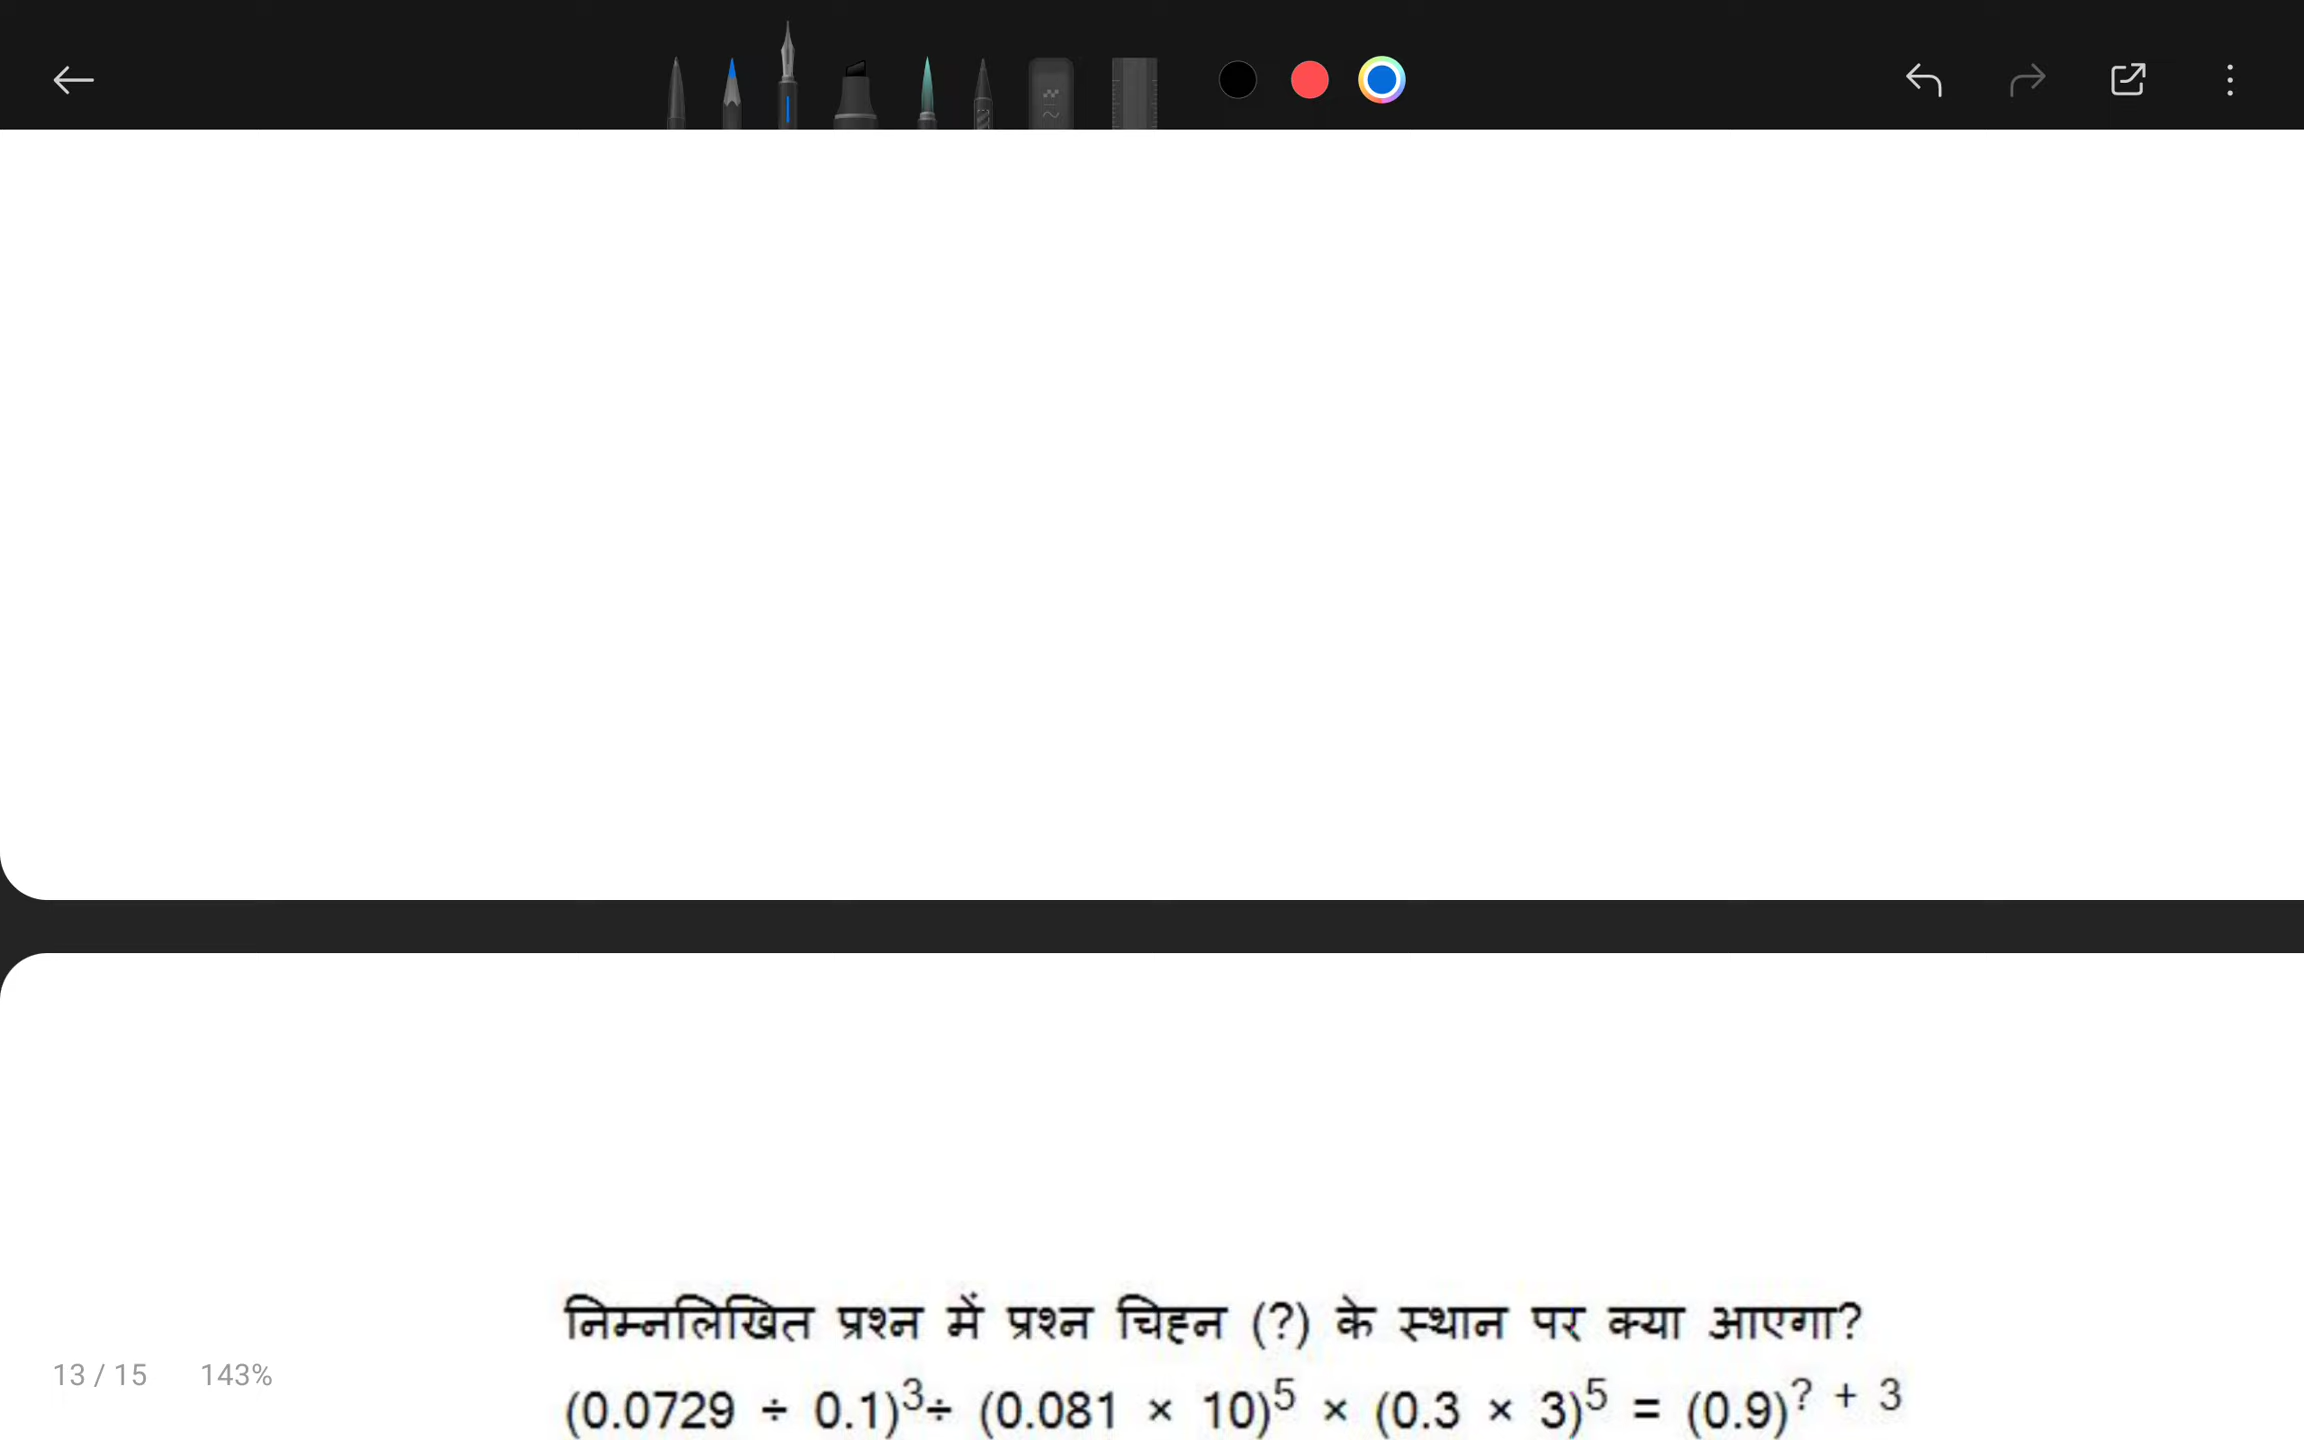 निम्नलिखित प्रश्न में प्रश्न चिह्न (?) के स्थान पर क्या आएगा?
13 / 15 143%
(0.0729 ÷ 0.1)³÷ (0.081 × 10)⁵ × (0.3 × 3)⁵ = (0.9)^? + 3